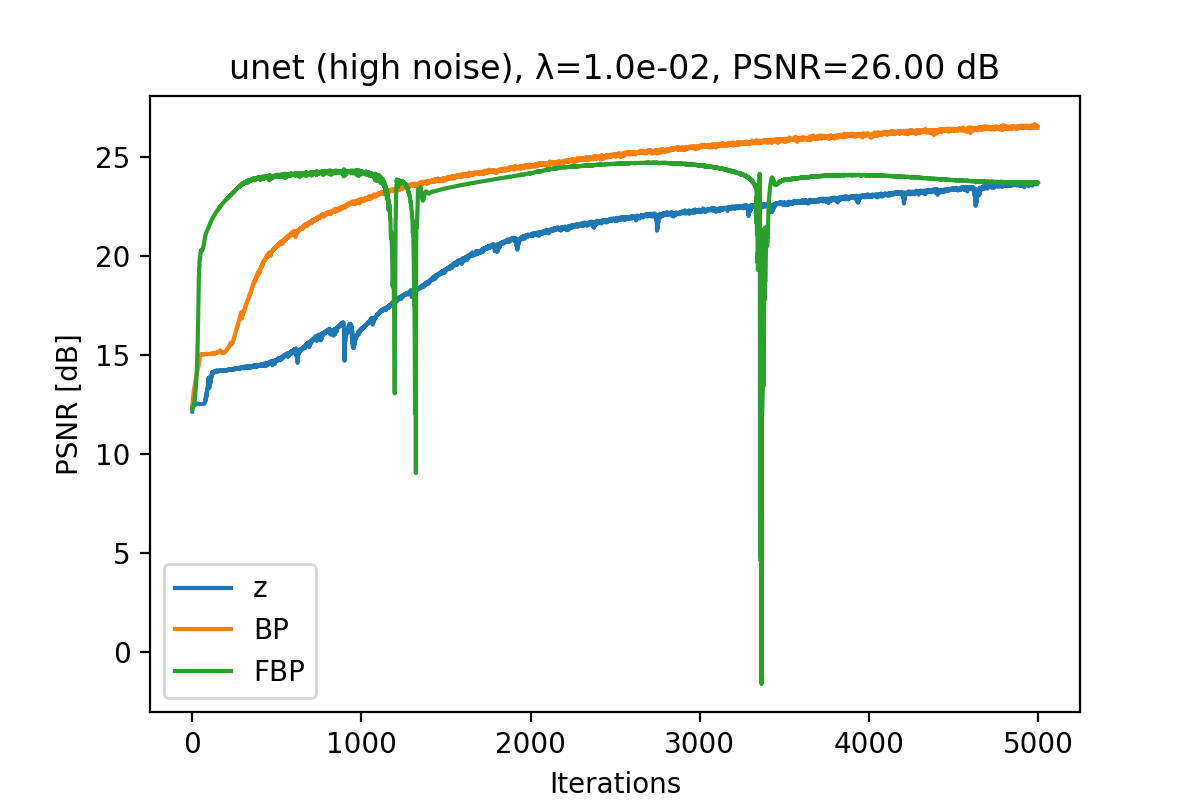 unet (high noise), λ=1.0e-02, PSNR=26.00 dB
PSNR [dB]
25
20
15
10
5
0
z
BP
FBP
0 1000 2000 3000 4000 5000
Iterations